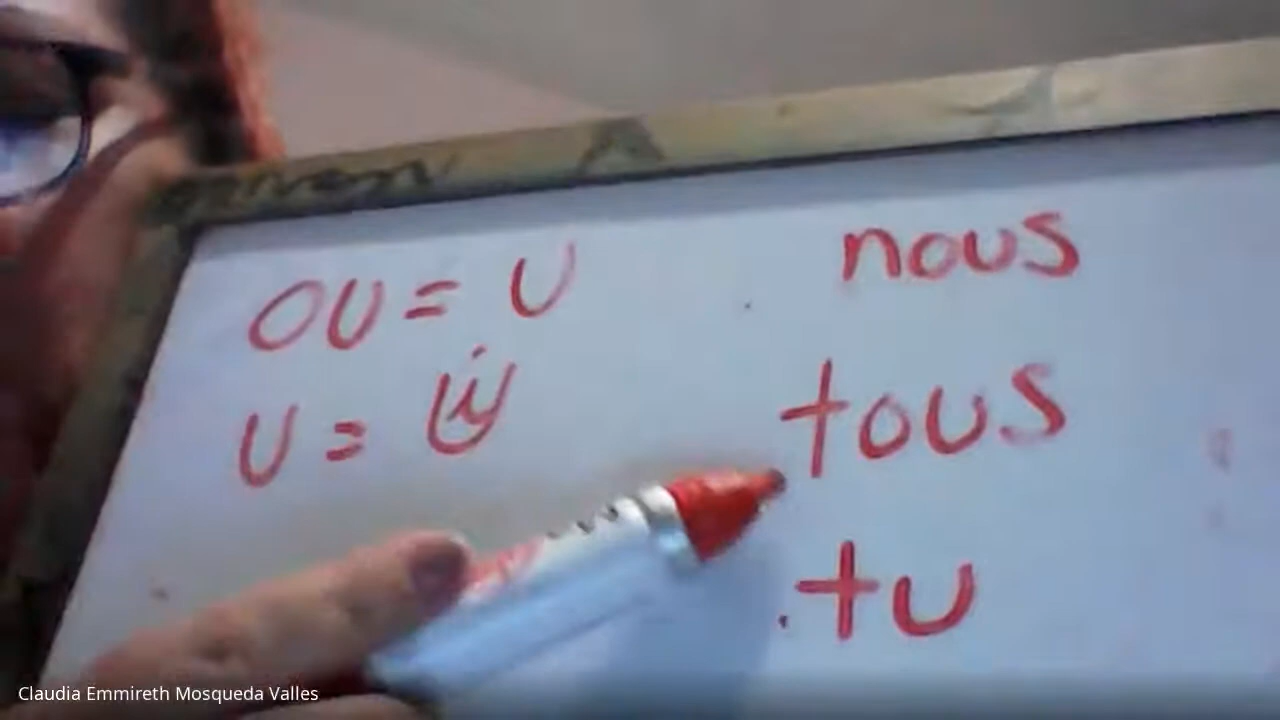 OU = U
U = 
nous
tous
tu
Claudia Emmireth Mosqueda Valles